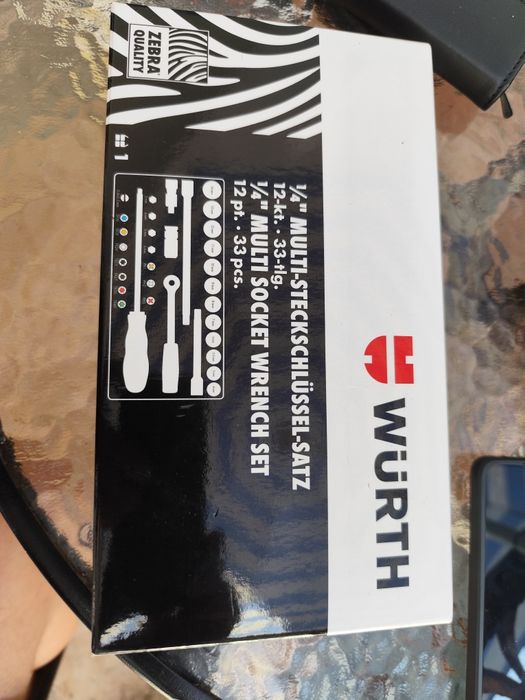 WÜRTH
¼" MULTI-STECKSCHLÜSSEL-SATZ
12-kt. · 33-tlg.
¼" MULTI SOCKET WRENCH SET
12 pt. · 33 pcs.
ZEBRA
QUALITY
1